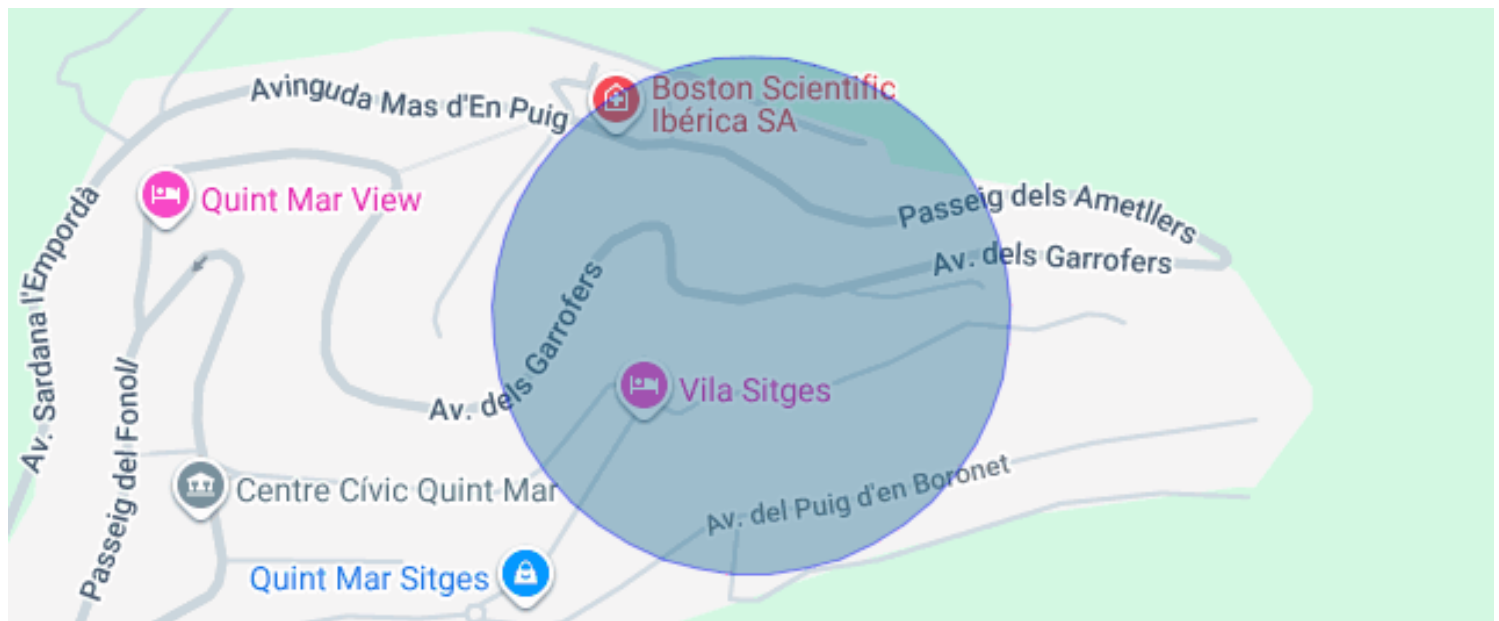 Boston Scientific
Ibérica SA
Avinguda Mas d'En Puig
Quint Mar View
Passeig dels Ametllers
Av. dels Garrofers
Av. Sardana l'Empordà
Av. dels Garrofers
Vila Sitges
Passeig del Fonoll
Centre Cívic Quint Mar
Av. del Puig d'en Boronet
Quint Mar Sitges